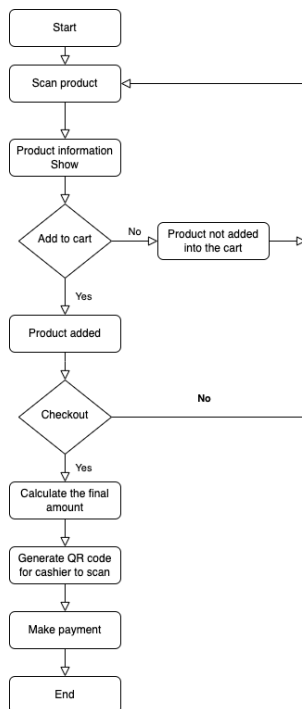 Start
Scan product
Product information
Show
Add to cart
No
Product not added
into the cart
Yes
Product added
Checkout
No
Yes
Calculate the final
amount
Generate QR code
for cashier to scan
Make payment
End